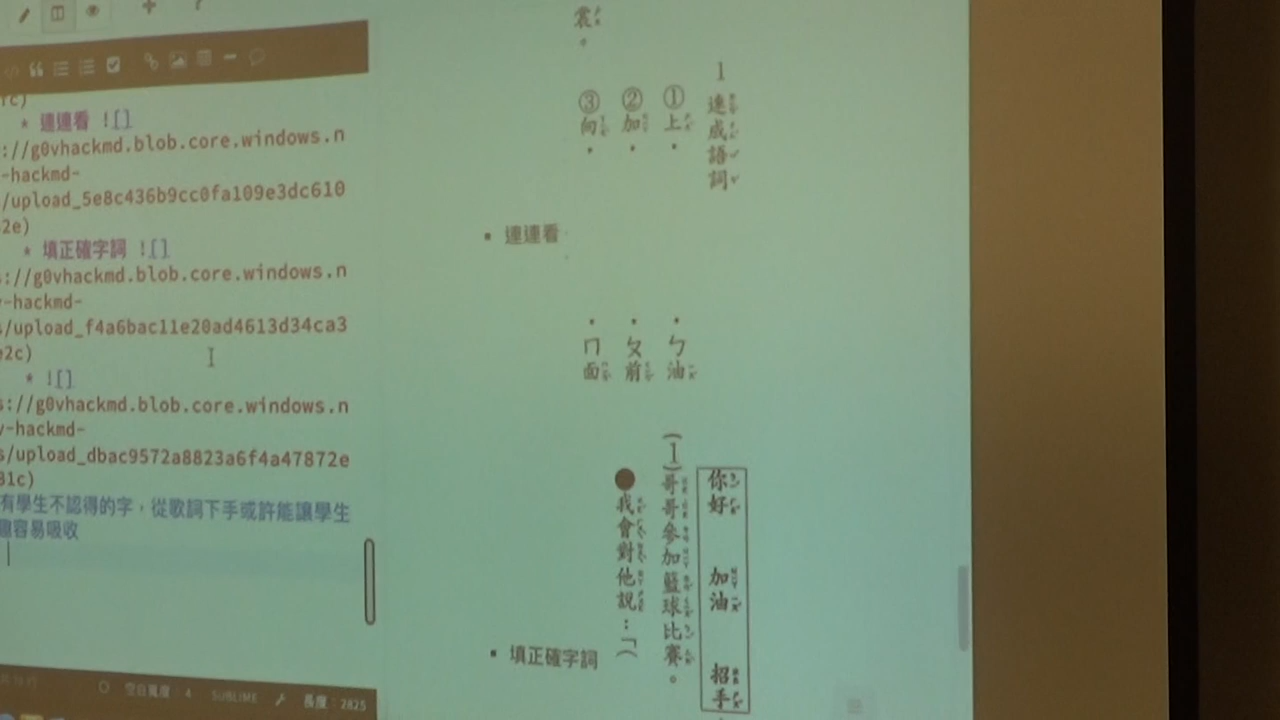 * 連連看 ![]
://g0vhackmd.blob.core.windows.n
-hackmd-
/upload_5e8c436b9cc0fa109e3dc610
2e)
* 填正確字詞 ![]
s://g0vhackmd.blob.core.windows.n
-hackmd-
s/upload_f4a6bac11e20ad4613d34ca3
e2c)
* ![]
s://g0vhackmd.blob.core.windows.n
-hackmd-
s/upload_dbac9572a8823a6f4a47872e
31c)
有學生不認得的字,從歌詞下手或許能讓學生
趣容易吸收
空白寬度: 4 SUBLIME 長度: 2825
1 連成語詞
①上
②加
③向
▪ 連連看
ㄅ油
ㄆ前
ㄇ面
你好 加油 招手
(1)哥哥參加籃球比賽。
●我會對他說:「(
▪ 填正確字詞